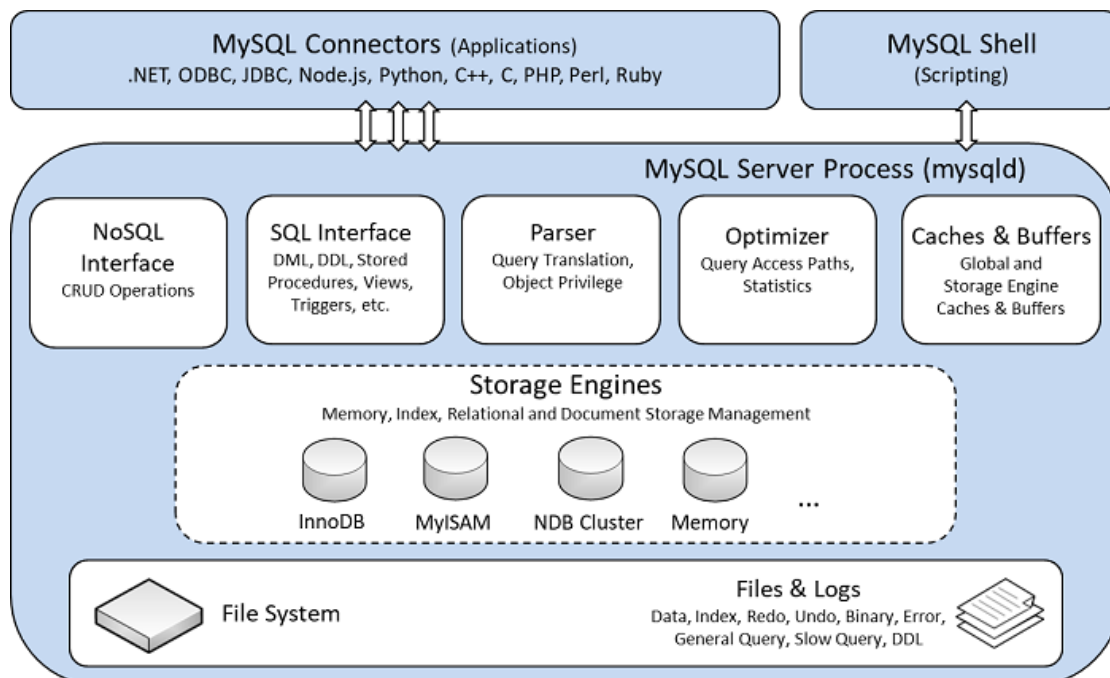 MySQL Connectors (Applications)
.NET, ODBC, JDBC, Node.js, Python, C++, C, PHP, Perl, Ruby
MySQL Shell
(Scripting)
MySQL Server Process (mysqld)
NoSQL
Interface
CRUD Operations
SQL Interface
DML, DDL, Stored
Procedures, Views,
Triggers, etc.
Parser
Query Translation,
Object Privilege
Optimizer
Query Access Paths,
Statistics
Caches & Buffers
Global and
Storage Engine
Caches & Buffers
Storage Engines
Memory, Index, Relational and Document Storage Management
InnoDB
MyISAM
NDB Cluster
Memory
...
File System
Files & Logs
Data, Index, Redo, Undo, Binary, Error,
General Query, Slow Query, DDL